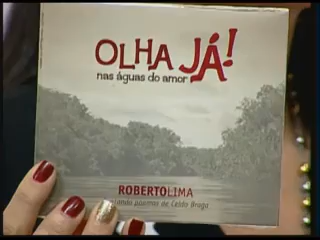 OLHA JÁ!
nas águas do amor
ROBERTOLIMA
poemas de Celdo Braga